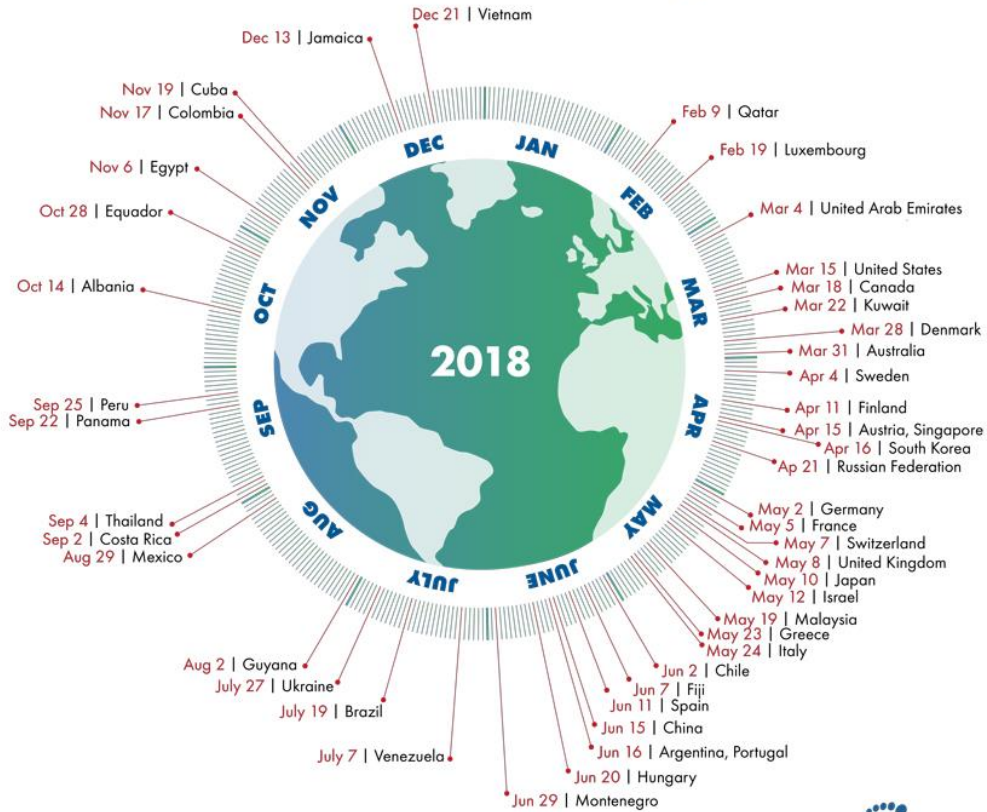 Dec 21 | Vietnam
Dec 13 | Jamaica
Nov 19 | Cuba
Nov 17 | Colombia
Nov 6 | Egypt
Oct 28 | Equador
Oct 14 | Albania
Sep 25 | Peru
Sep 22 | Panama
Sep 4 | Thailand
Sep 2 | Costa Rica
Aug 29 | Mexico
Aug 2 | Guyana
July 27 | Ukraine
July 19 | Brazil
July 7 | Venezuela
Feb 9 | Qatar
Feb 19 | Luxembourg
Mar 4 | United Arab Emirates
Mar 15 | United States
Mar 18 | Canada
Mar 22 | Kuwait
Mar 28 | Denmark
Mar 31 | Australia
Apr 4 | Sweden
Apr 11 | Finland
Apr 15 | Austria, Singapore
Apr 16 | South Korea
Ap 21 | Russian Federation
May 2 | Germany
May 5 | France
May 7 | Switzerland
May 8 | United Kingdom
May 10 | Japan
May 12 | Israel
May 19 | Malaysia
May 23 | Greece
May 24 | Italy
Jun 2 | Chile
Jun 7 | Fiji
Jun 11 | Spain
Jun 15 | China
Jun 16 | Argentina, Portugal
Jun 20 | Hungary
Jun 29 | Montenegro
JAN
FEB
MAR
APR
MAY
JUNE
JULY
AUG
SEP
OCT
NOV
DEC
2018